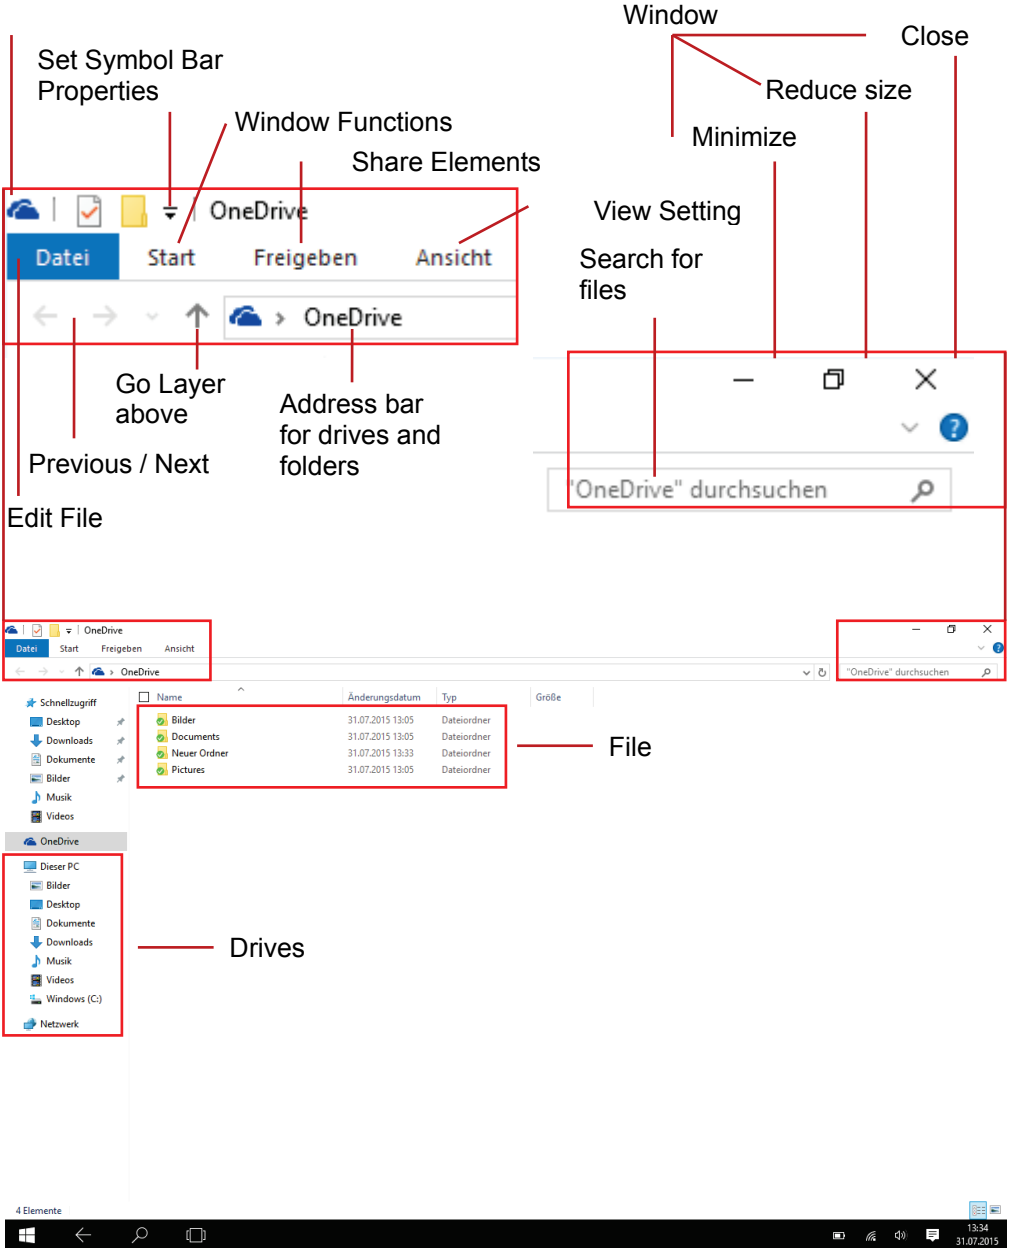 Window
Close
Set Symbol Bar
Properties
Reduce size
Window Functions
Minimize
Share Elements
OneDrive
View Setting
Datei Start Freigeben Ansicht
Search for
files
OneDrive
Go Layer
above
Address bar
for drives and
folders
Previous / Next
"OneDrive" durchsuchen
Edit File
OneDrive
Datei Start Freigeben Ansicht
OneDrive
"OneDrive" durchsuchen
Name Änderungsdatum Typ Größe
Bilder 31.07.2015 13:05 Dateiordner
Documents 31.07.2015 13:05 Dateiordner
Neuer Ordner 31.07.2015 13:33 Dateiordner
Pictures 31.07.2015 13:05 Dateiordner
File
Schnellzugriff
Desktop
Downloads
Dokumente
Bilder
Musik
Videos
OneDrive
Dieser PC
Bilder
Desktop
Dokumente
Downloads
Musik
Videos
Windows (C:)
Netzwerk
Drives
4 Elemente
13:34
31.07.2015